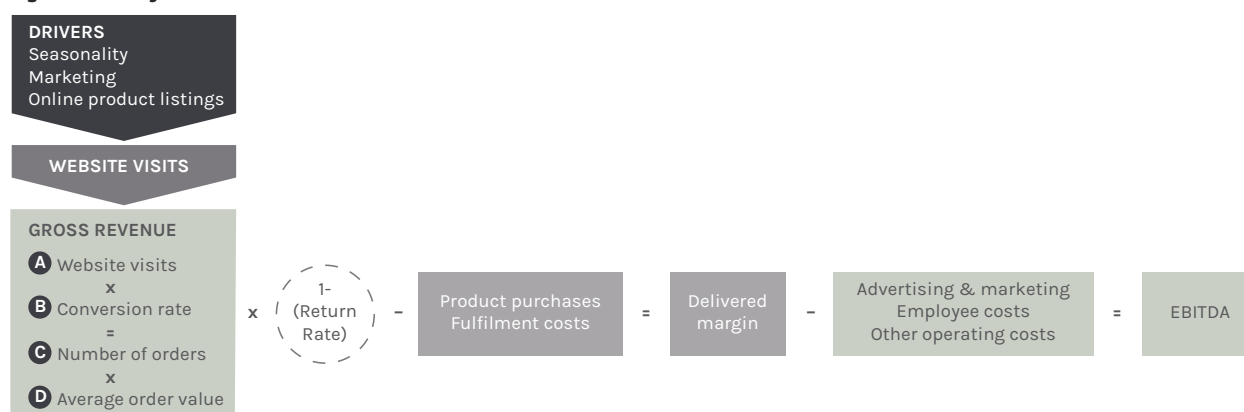 DRIVERS
Seasonality
Marketing
Online product listings
WEBSITE VISITS
GROSS REVENUE
A Website visits
x
B Conversion rate
=
C Number of orders
x
D Average order value
x
1-
(Return
Rate)
-
Product purchases
Fulfilment costs
=
Delivered
margin
-
Advertising & marketing
Employee costs
Other operating costs
=
EBITDA